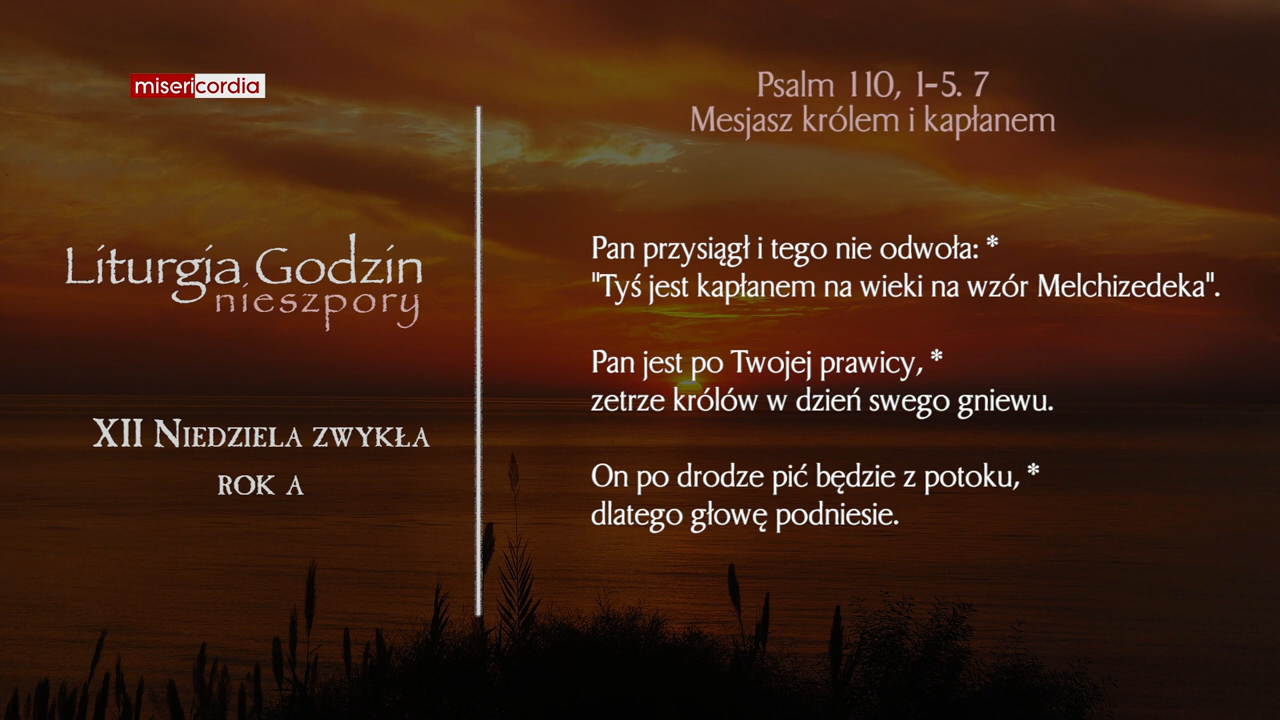 misericordia
Liturgia Godzin
nieszpory
XII Niedziela zwykła
rok A
Psalm 110, 1-5. 7
Mesjasz królem i kapłanem
Pan przysiągł i tego nie odwoła: *
"Tyś jest kapłanem na wieki na wzór Melchizedeka".
Pan jest po Twojej prawicy, *
zetrze królów w dzień swego gniewu.
On po drodze pić będzie z potoku, *
dlatego głowę podniesie.